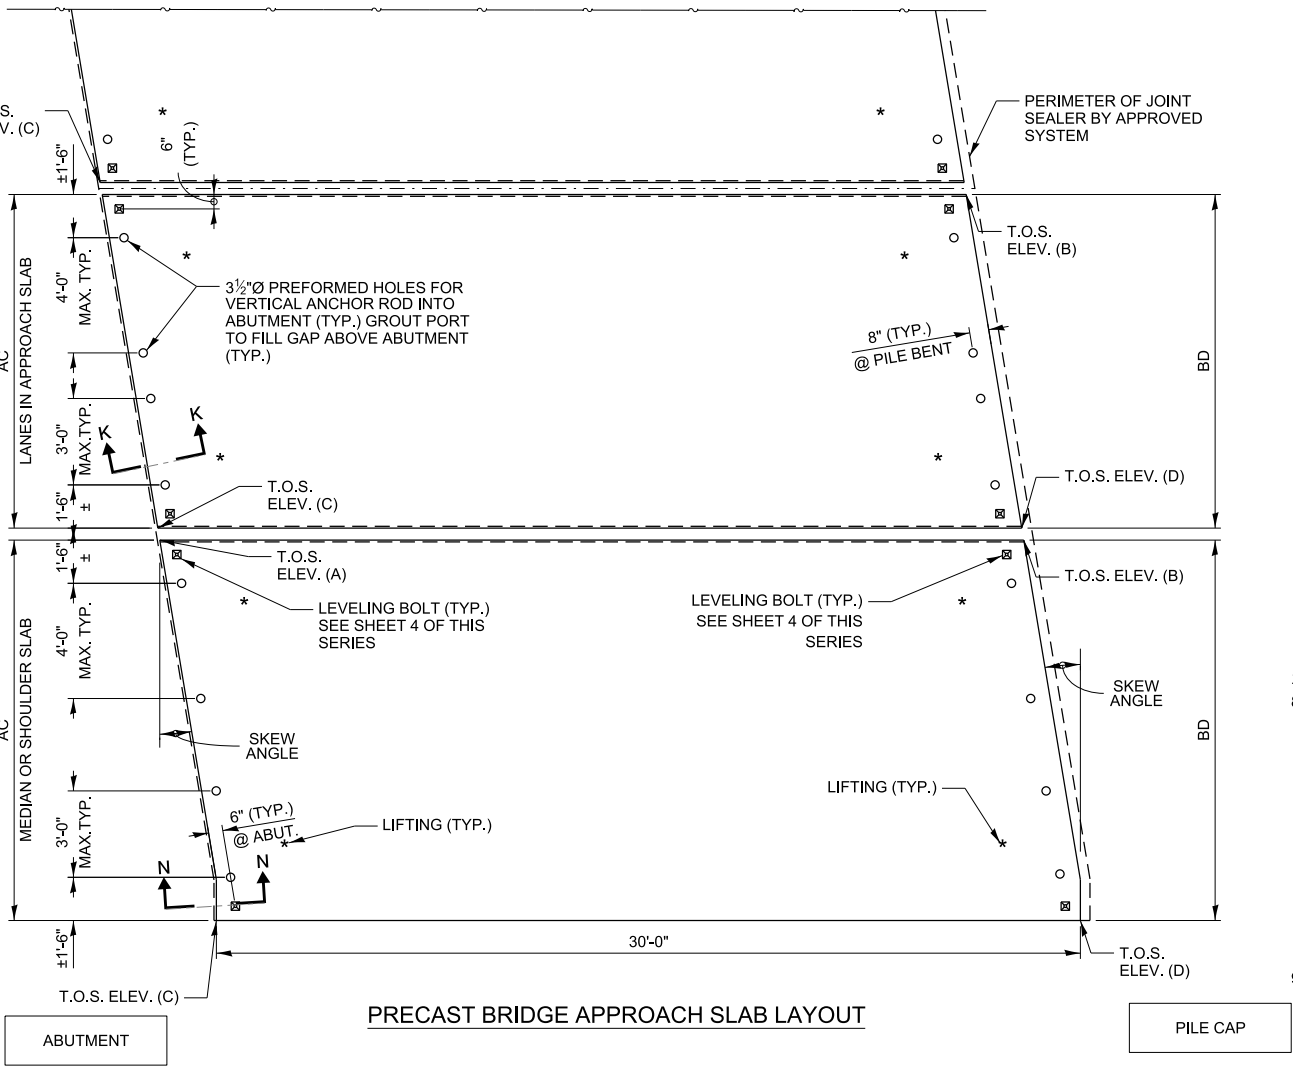 S.
V. (C)
±1'-6"
6"
(TYP.)
*
*
PERIMETER OF JOINT
SEALER BY APPROVED
SYSTEM
T.O.S.
ELEV. (B)
AC
LANES IN APPROACH SLAB
4'-0"
MAX. TYP.
*
*
3½"Ø PREFORMED HOLES FOR
VERTICAL ANCHOR ROD INTO
ABUTMENT (TYP.) GROUT PORT
TO FILL GAP ABOVE ABUTMENT
(TYP.)
8" (TYP.)
@ PILE BENT
BD
3'-0"
MAX.TYP.
K
K
*
*
1'-6"
±
T.O.S.
ELEV. (C)
T.O.S. ELEV. (D)
1'-6"
±
T.O.S.
ELEV. (A)
T.O.S. ELEV. (B)
AC
MEDIAN OR SHOULDER SLAB
4'-0"
MAX. TYP.
*
*
LEVELING BOLT (TYP.)
SEE SHEET 4 OF THIS
SERIES
LEVELING BOLT (TYP.)
SEE SHEET 4 OF THIS
SERIES
SKEW
ANGLE
SKEW
ANGLE
BD
3'-0"
MAX.TYP.
6" (TYP.)
@ ABUT.
LIFTING (TYP.)
*
LIFTING (TYP.)
*
N
N
±1'-6"
30'-0"
T.O.S.
ELEV. (D)
T.O.S. ELEV. (C)
PRECAST BRIDGE APPROACH SLAB LAYOUT
ABUTMENT
PILE CAP